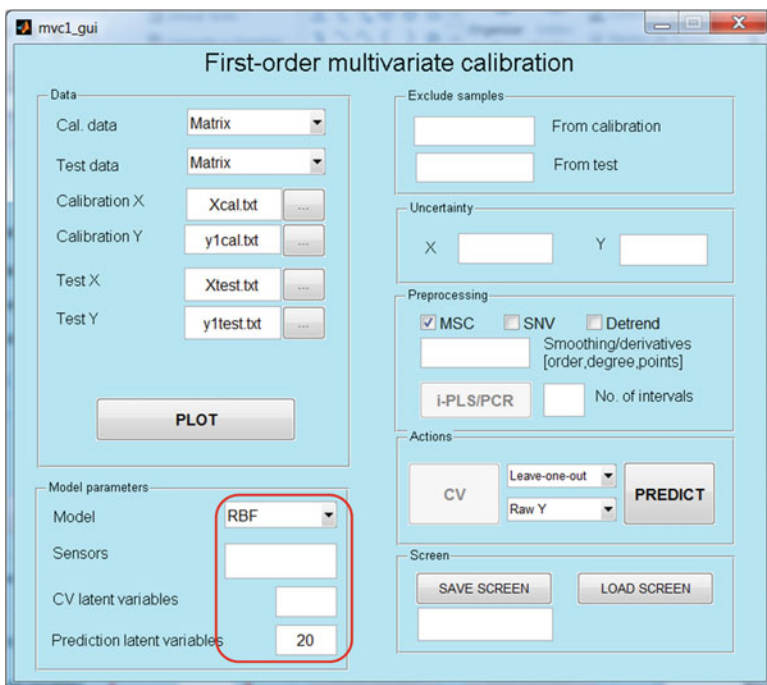 mvc1_gui
First-order multivariate calibration
Data
Cal. data
Matrix
Test data
Matrix
Calibration X
Xcal.txt
...
Calibration Y
y1cal.txt
...
Test X
Xtest.txt
...
Test Y
y1test.txt
...
PLOT
Model parameters
Model
RBF
Sensors
CV latent variables
Prediction latent variables
20
Exclude samples
From calibration
From test
Uncertainty
X
Y
Preprocessing
MSC
SNV
Detrend
Smoothing/derivatives
[order,degree,points]
i-PLS/PCR
No. of intervals
Actions
CV
Leave-one-out
Raw Y
PREDICT
Screen
SAVE SCREEN
LOAD SCREEN